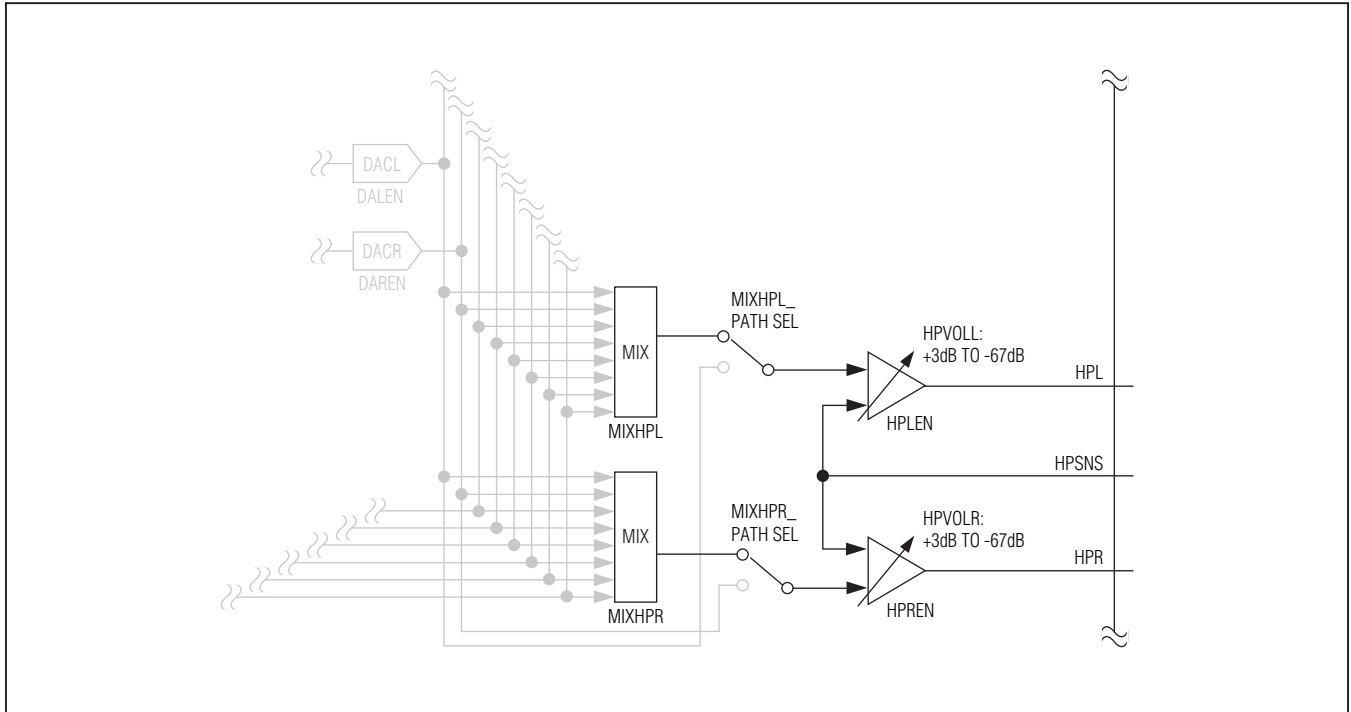 DACL
DALEN
DACR
DAREN
MIX
MIXHPL
MIXHPL_
PATH SEL
HPVOLL:
+3dB TO -67dB
HPLEN
HPL
HPSNS
MIX
MIXHPR
MIXHPR_
PATH SEL
HPVOLR:
+3dB TO -67dB
HPREN
HPR